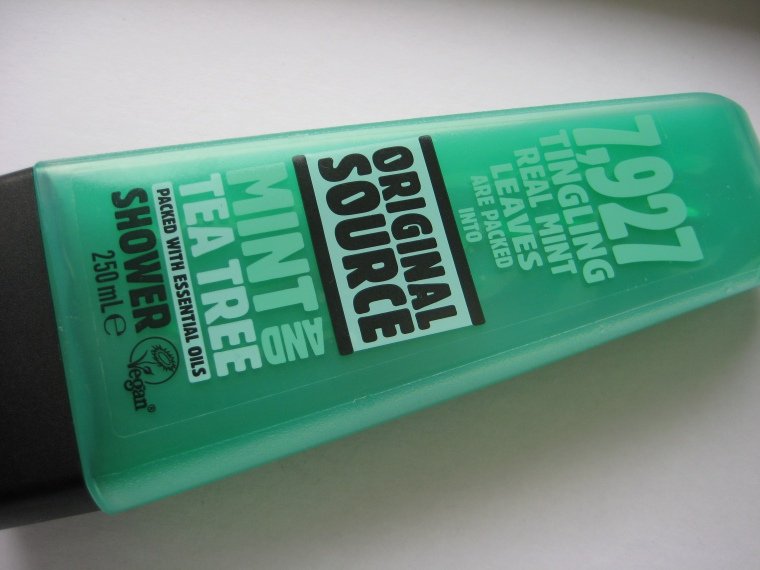 7,927
TINGLING
REAL MINT
LEAVES
ARE PACKED
INTO
ORIGINAL
SOURCE
MINT AND
TEA TREE
PACKED WITH ESSENTIAL OILS
SHOWER
250 mL ℮
Vegan®